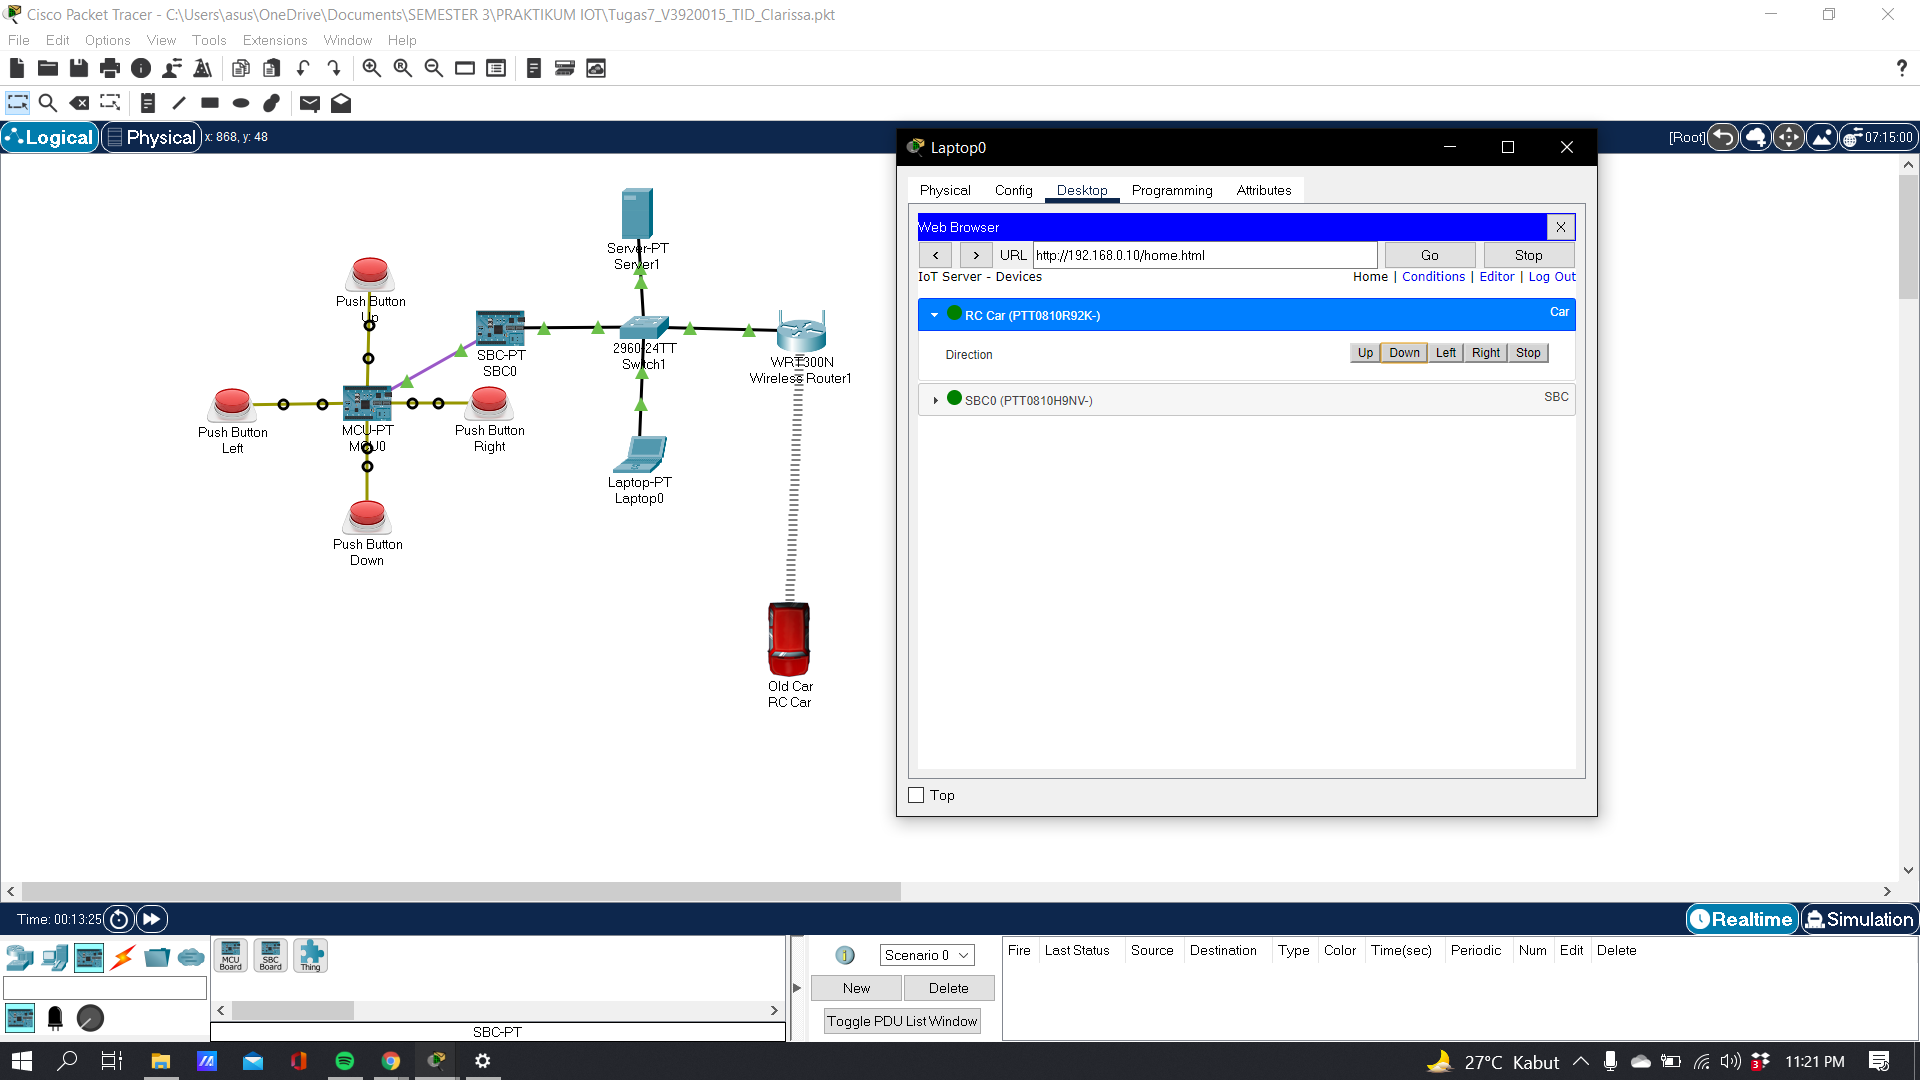 Cisco Packet Tracer - C:\Users\asus\OneDrive\Documents\SEMESTER 3\PRAKTIKUM IOT\Tugas7_V3920015_TID_Clarissa.pkt
File Edit Options View Tools Extensions Window Help
?
Logical Physical x: 868, y: 48
[Root] 07:15:00
Server-PT
Server1
Push Button
Up
SBC-PT
SBC0
2960-24TT
Switch1
WRT300N
Wireless Router1
Push Button
Left
MCU-PT
MCU0
Push Button
Right
Laptop-PT
Laptop0
Push Button
Down
Old Car
RC Car
Laptop0
Physical Config Desktop Programming Attributes
Web Browser X
< > URL http://192.168.0.10/home.html Go Stop
IoT Server - Devices Home | Conditions | Editor | Log Out
RC Car (PTT0810R92K-) Car
Direction Up Down Left Right Stop
SBC0 (PTT0810H9NV-) SBC
Top
Time: 00:13:25
Realtime Simulation
MCU Board
SBC Board
Thing
SBC-PT
Scenario 0
New Delete
Toggle PDU List Window
Fire Last Status Source Destination Type Color Time(sec) Periodic Num Edit Delete
27°C Kabut 3 11:21 PM